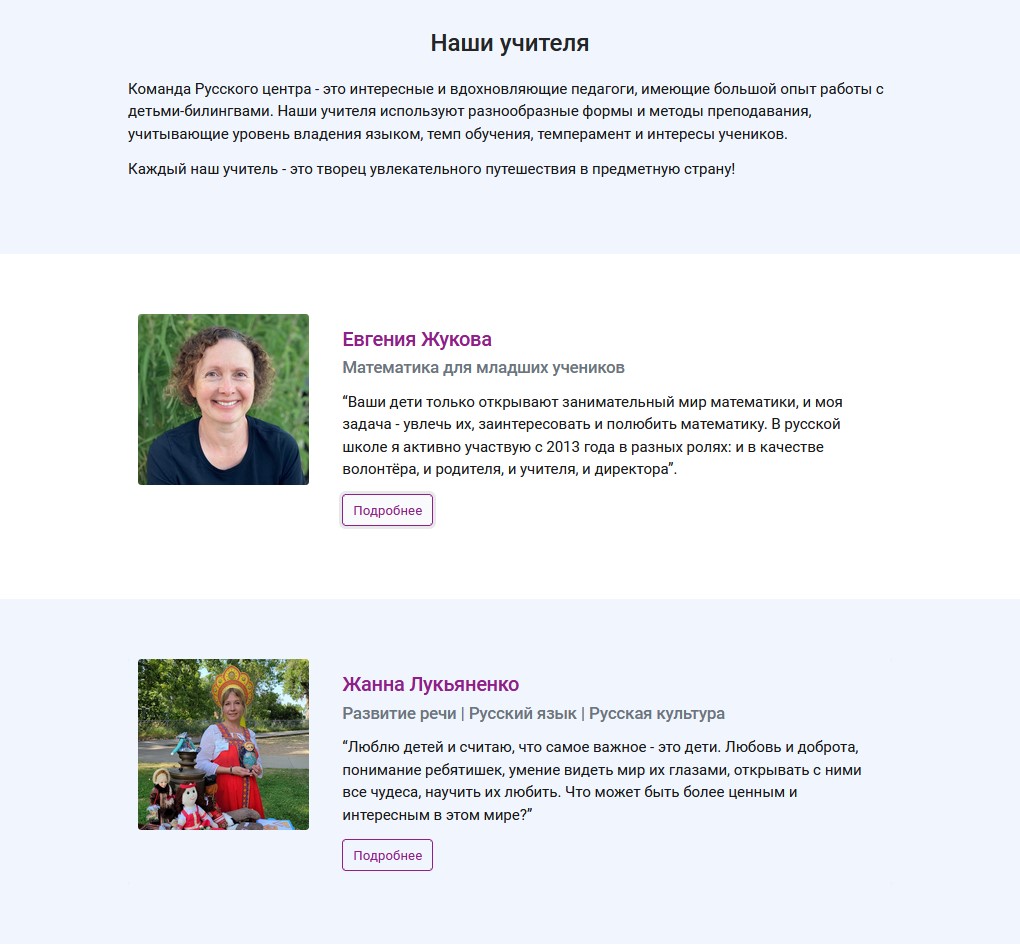 Наши учителя
Команда Русского центра - это интересные и вдохновляющие педагоги, имеющие большой опыт работы с
детьми-билингвами. Наши учителя используют разнообразные формы и методы преподавания,
учитывающие уровень владения языком, темп обучения, темперамент и интересы учеников.
Каждый наш учитель - это творец увлекательного путешествия в предметную страну!
Евгения Жукова
Математика для младших учеников
“Ваши дети только открывают занимательный мир математики, и моя
задача - увлечь их, заинтересовать и полюбить математику. В русской
школе я активно участвую с 2013 года в разных ролях: и в качестве
волонтёра, и родителя, и учителя, и директора”.
Подробнее
Жанна Лукьяненко
Развитие речи | Русский язык | Русская культура
“Люблю детей и считаю, что самое важное - это дети. Любовь и доброта,
понимание ребятишек, умение видеть мир их глазами, открывать с ними
все чудеса, научить их любить. Что может быть более ценным и
интересным в этом мире?”
Подробнее